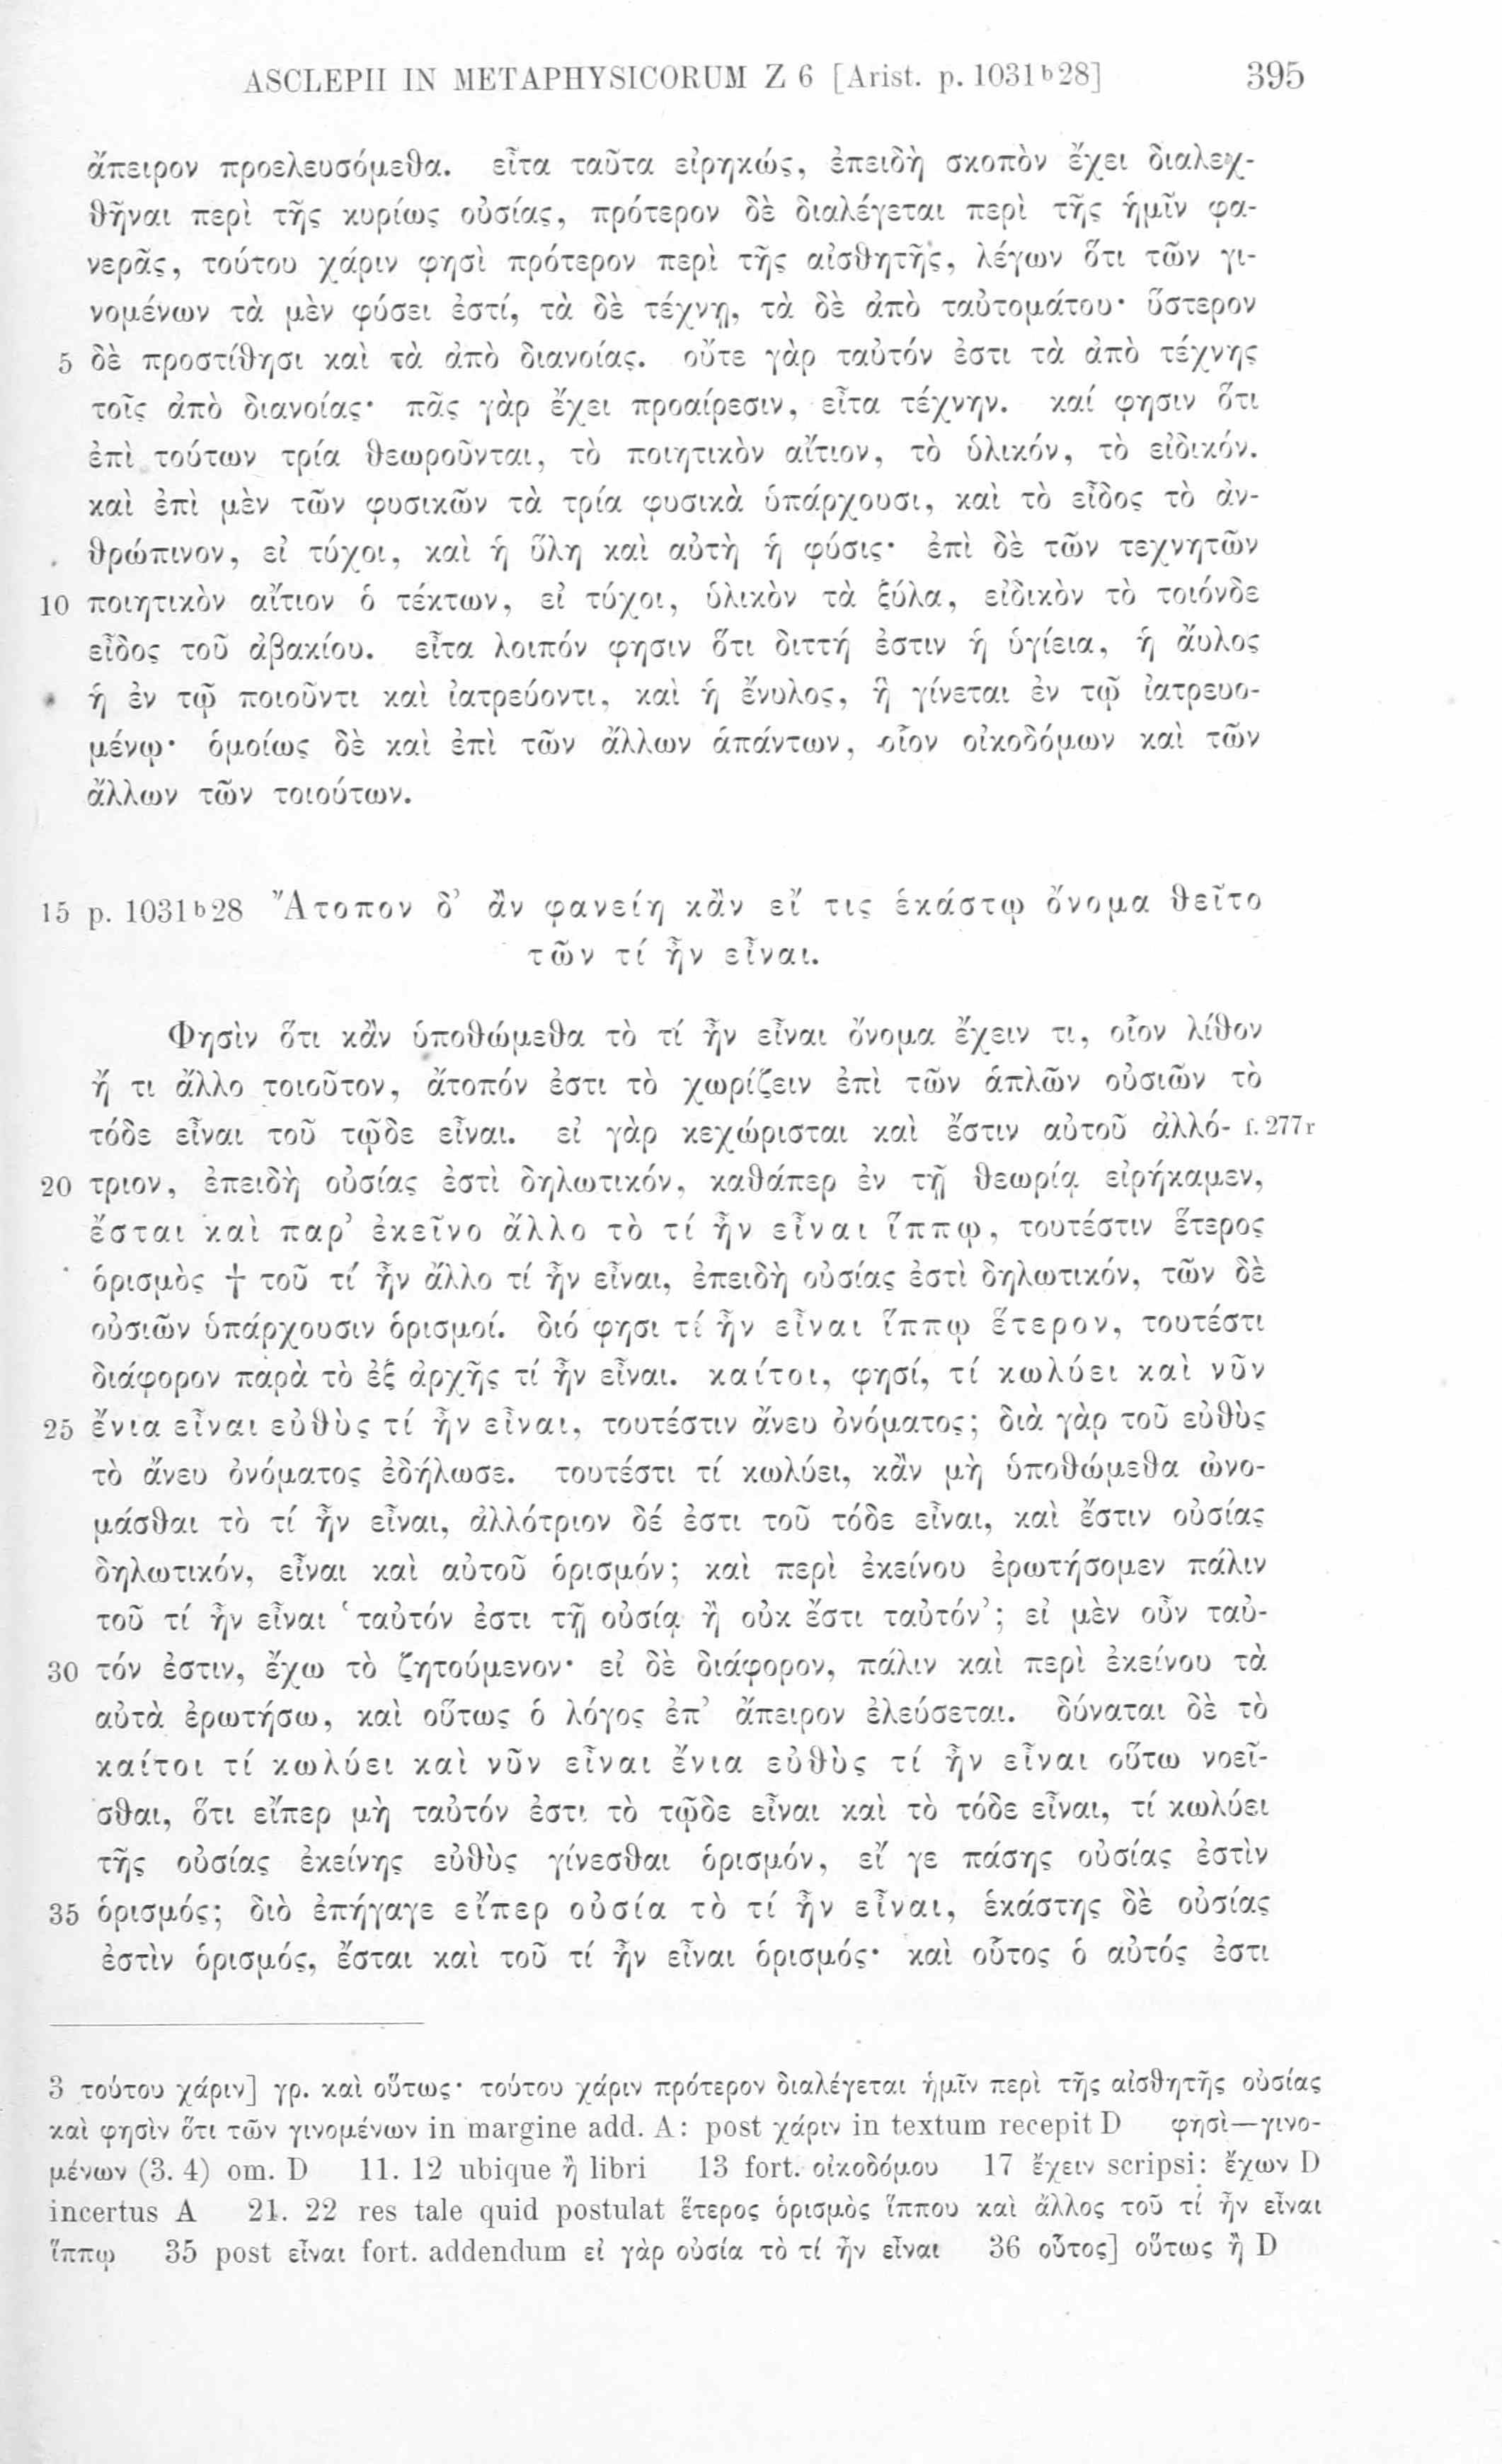 ASCLEPII IN METAPHYSICORUM Z 6 [Arist. p. 1031ᵇ28] 395
ἄπειρον προελευσόμεθα. εἶτα ταῦτα εἰρηκώς, ἐπειδὴ σκοπὸν ἔχει διαλεχ-
θῆναι περὶ τῆς κυρίως οὐσίας, πρότερον δὲ διαλέγεται περὶ τῆς ἡμῖν φα-
νερᾶς, τούτου χάριν φησὶ πρότερον περὶ τῆς αἰσθητῆς, λέγων ὅτι τῶν γι-
νομένων τὰ μὲν φύσει ἐστί, τὰ δὲ τέχνῃ, τὰ δὲ ἀπὸ ταὐτομάτου· ὕστερον
5 δὲ προστίθησι καὶ τὰ ἀπὸ διανοίας. οὔτε γὰρ ταὐτόν ἐστι τὰ ἀπὸ τέχνης
τοῖς ἀπὸ διανοίας· πᾶς γὰρ ἔχει προαίρεσιν, εἶτα τέχνην. καί φησιν ὅτι
ἐπὶ τούτων τρία θεωροῦνται, τὸ ποιητικὸν αἴτιον, τὸ ὑλικόν, τὸ εἰδικόν.
καὶ ἐπὶ μὲν τῶν φυσικῶν τὰ τρία φυσικὰ ὑπάρχουσι, καὶ τὸ εἶδος τὸ ἀν-
θρώπινον, εἰ τύχοι, καὶ ἡ ὕλη καὶ αὐτὴ ἡ φύσις· ἐπὶ δὲ τῶν τεχνητῶν
10 ποιητικὸν αἴτιον ὁ τέκτων, εἰ τύχοι, ὑλικὸν τὰ ξύλα, εἰδικὸν τὸ τοιόνδε
εἶδος τοῦ ἀβακίου. εἶτα λοιπόν φησιν ὅτι διττή ἐστιν ἡ ὑγίεια, ἡ ἄυλος
ἡ ἐν τῷ ποιοῦντι καὶ ἰατρεύοντι, καὶ ἡ ἔνυλος, ἣ γίνεται ἐν τῷ ἰατρευο-
μένῳ· ὁμοίως δὲ καὶ ἐπὶ τῶν ἄλλων ἁπάντων, οἷον οἰκοδόμων καὶ τῶν
ἄλλων τῶν τοιούτων.
15 p. 1031ᵇ28 Ἄτοπον δ’ ἂν φανείη κἂν εἴ τις ἑκάστῳ ὄνομα θεῖτο
τῶν τί ἦν εἶναι.
Φησὶν ὅτι κἂν ὑποθώμεθα τὸ τί ἦν εἶναι ὄνομα ἔχειν τι, οἷον λίθον
ἤ τι ἄλλο τοιοῦτον, ἄτοπόν ἐστι τὸ χωρίζειν ἐπὶ τῶν ἁπλῶν οὐσιῶν τὸ
τόδε εἶναι τοῦ τῷδε εἶναι. εἰ γὰρ κεχώρισται καὶ ἔστιν αὐτοῦ ἀλλό- f. 277r
20 τριον, ἐπειδὴ οὐσίας ἐστὶ δηλωτικόν, καθάπερ ἐν τῇ θεωρίᾳ εἰρήκαμεν,
ἔσται καὶ παρ’ ἐκεῖνο ἄλλο τὸ τί ἦν εἶναι ἵππῳ, τουτέστιν ἕτερος
ὁρισμὸς † τοῦ τί ἦν ἄλλο τί ἦν εἶναι, ἐπειδὴ οὐσίας ἐστὶ δηλωτικόν, τῶν δὲ
οὐσιῶν ὑπάρχουσιν ὁρισμοί. διό φησι τί ἦν εἶναι ἵππῳ ἕτερον, τουτέστι
διάφορον παρὰ τὸ ἐξ ἀρχῆς τί ἦν εἶναι. καίτοι, φησί, τί κωλύει καὶ νῦν
25 ἔνια εἶναι εὐθὺς τί ἦν εἶναι, τουτέστιν ἄνευ ὀνόματος; διὰ γὰρ τοῦ εὐθὺς
τὸ ἄνευ ὀνόματος ἐδήλωσε. τουτέστι τί κωλύει, κἂν μὴ ὑποθώμεθα ὠνο-
μάσθαι τὸ τί ἦν εἶναι, ἀλλότριον δέ ἐστι τοῦ τόδε εἶναι, καὶ ἔστιν οὐσίας
δηλωτικόν, εἶναι καὶ αὐτοῦ ὁρισμόν; καὶ περὶ ἐκείνου ἐρωτήσομεν πάλιν
τοῦ τί ἦν εἶναι ‘ταὐτόν ἐστι τῇ οὐσίᾳ ἢ οὐκ ἔστι ταὐτόν’; εἰ μὲν οὖν ταὐ-
30 τόν ἐστιν, ἔχω τὸ ζητούμενον· εἰ δὲ διάφορον, πάλιν καὶ περὶ ἐκείνου τὰ
αὐτὰ ἐρωτήσω, καὶ οὕτως ὁ λόγος ἐπ’ ἄπειρον ἐλεύσεται. δύναται δὲ τὸ
καίτοι τί κωλύει καὶ νῦν εἶναι ἔνια εὐθὺς τί ἦν εἶναι οὕτω νοεῖ-
σθαι, ὅτι εἴπερ μὴ ταὐτόν ἐστι τὸ τῷδε εἶναι καὶ τὸ τόδε εἶναι, τί κωλύει
τῆς οὐσίας ἐκείνης εὐθὺς γίνεσθαι ὁρισμόν, εἴ γε πάσης οὐσίας ἐστὶν
35 ὁρισμός; διὸ ἐπήγαγε εἴπερ οὐσία τὸ τί ἦν εἶναι, ἑκάστης δὲ οὐσίας
ἐστὶν ὁρισμός, ἔσται καὶ τοῦ τί ἦν εἶναι ὁρισμός· καὶ οὗτος ὁ αὐτός ἐστι
3 τούτου χάριν] γρ. καὶ οὕτως· τούτου χάριν πρότερον διαλέγεται ἡμῖν περὶ τῆς αἰσθητῆς οὐσίας
καὶ φησὶν ὅτι τῶν γινομένων in margine add. A: post χάριν in textum recepit D φησὶ—γινο-
μένων (3. 4) om. D 11. 12 ubique ἢ libri 13 fort. οἰκοδόμου 17 ἔχειν scripsi: ἔχων D
incertus A 21. 22 res tale quid postulat ἕτερος ὁρισμὸς ἵππου καὶ ἄλλος τοῦ τί ἦν εἶναι
ἵππῳ 35 post εἶναι fort. addendum εἰ γὰρ οὐσία τὸ τί ἦν εἶναι 36 οὗτος] οὕτως ἢ D